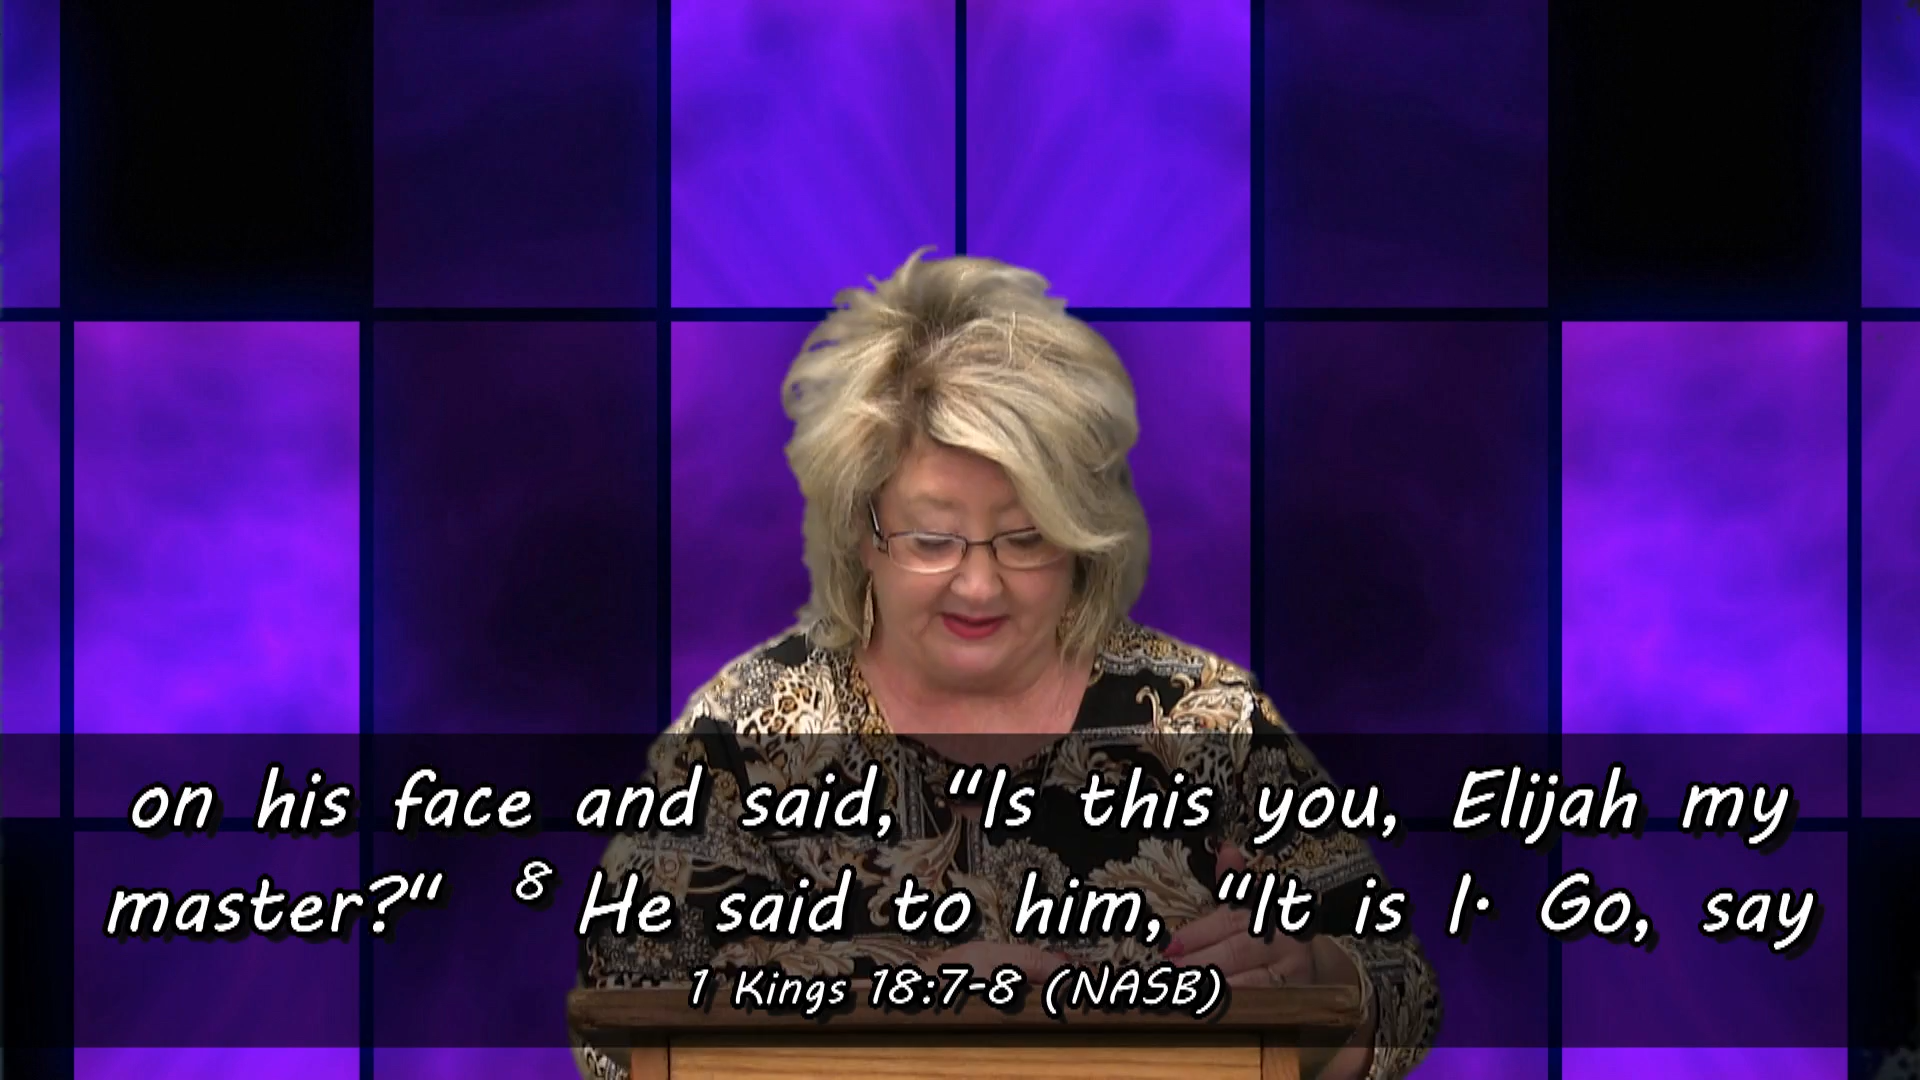 on his face and said, “Is this you, Elijah my
master?“ 8 He said to him, “It is I. Go, say
1 Kings 18:7-8 (NASB)